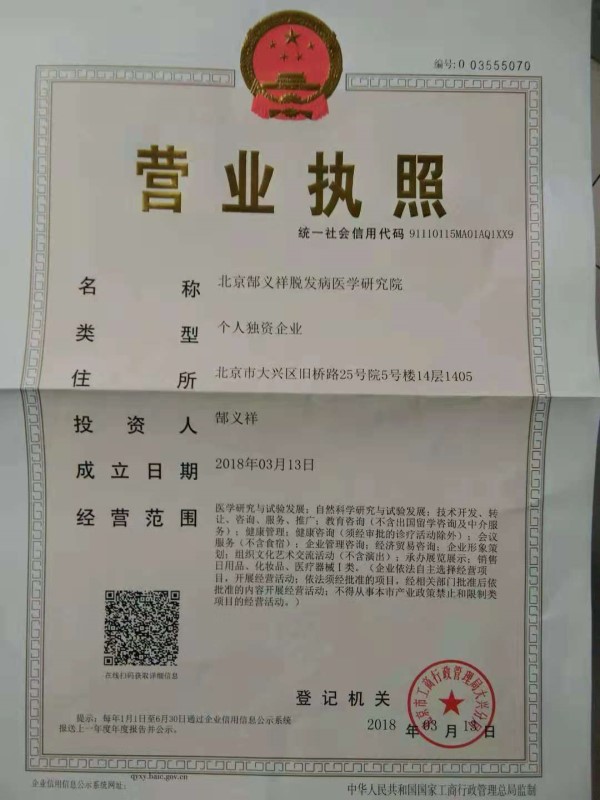 编号:0 03555070
营业执照
统一社会信用代码 91110115MA01AQ1XX9
名称 北京郜义祥脱发病医学研究院
类型 个人独资企业
住所 北京市大兴区旧桥路25号院5号楼14层1405
投资人 郜义祥
成立日期 2018年03月13日
经营范围 医学研究与试验发展；自然科学研究与试验发展；技术开发、转
让、咨询、服务、推广；教育咨询（不含出国留学咨询及中介服
务）；健康管理；健康咨询（须经审批的诊疗活动除外）；会议
服务（不含食宿）；企业管理咨询；经济贸易咨询；企业形象策
划；组织文化艺术交流活动（不含演出）；承办展览展示；销售
日用品、化妆品、医疗器械Ⅰ类。（企业依法自主选择经营项
目，开展经营活动；依法须经批准的项目，经相关部门批准后依
批准的内容开展经营活动；不得从事本市产业政策禁止和限制类
项目的经营活动。）
在线扫码获取详细信息
登记机关
北京市工商行政管理局大兴分局
2018 年 03 月 13 日
提示：每年1月1日至6月30日通过企业信用信息公示系统
报送上一年度年度报告并公示。
qyxy.baic.gov.cn
企业信用信息公示系统网址：
中华人民共和国国家工商行政管理总局监制